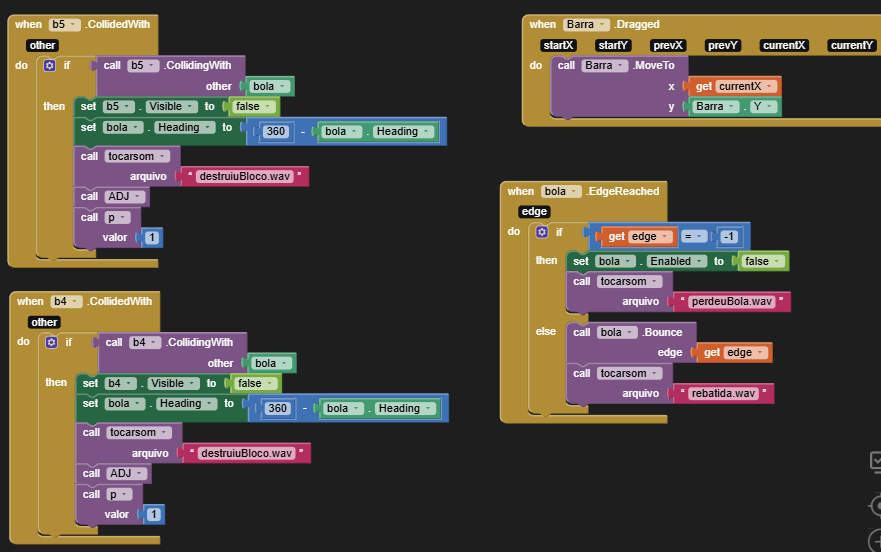 when b5 .CollidedWith
other
do if call b5 .CollidingWith
other bola
then set b5 . Visible to false
set bola . Heading to 360 - bola . Heading
call tocarsom
arquivo " destruiuBloco.wav "
call ADJ
call p
valor 1
when b4 .CollidedWith
other
do if call b4 .CollidingWith
other bola
then set b4 . Visible to false
set bola . Heading to 360 - bola . Heading
call tocarsom
arquivo " destruiuBloco.wav "
call ADJ
call p
valor 1
when Barra .Dragged
startX startY prevX prevY currentX currentY
do call Barra .MoveTo
x get currentX
y Barra . Y
when bola .EdgeReached
edge
do if get edge = -1
then set bola . Enabled to false
call tocarsom
arquivo " perdeuBola.wav "
else call bola .Bounce
edge get edge
call tocarsom
arquivo " rebatida.wav "